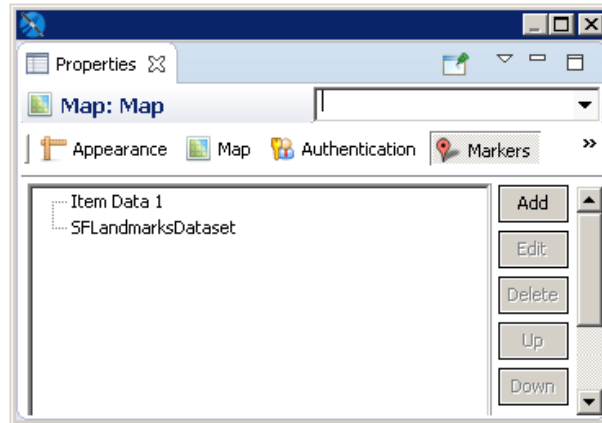 Properties
Map: Map
Appearance Map Authentication Markers »
Item Data 1
SFLandmarksDataset
Add
Edit
Delete
Up
Down